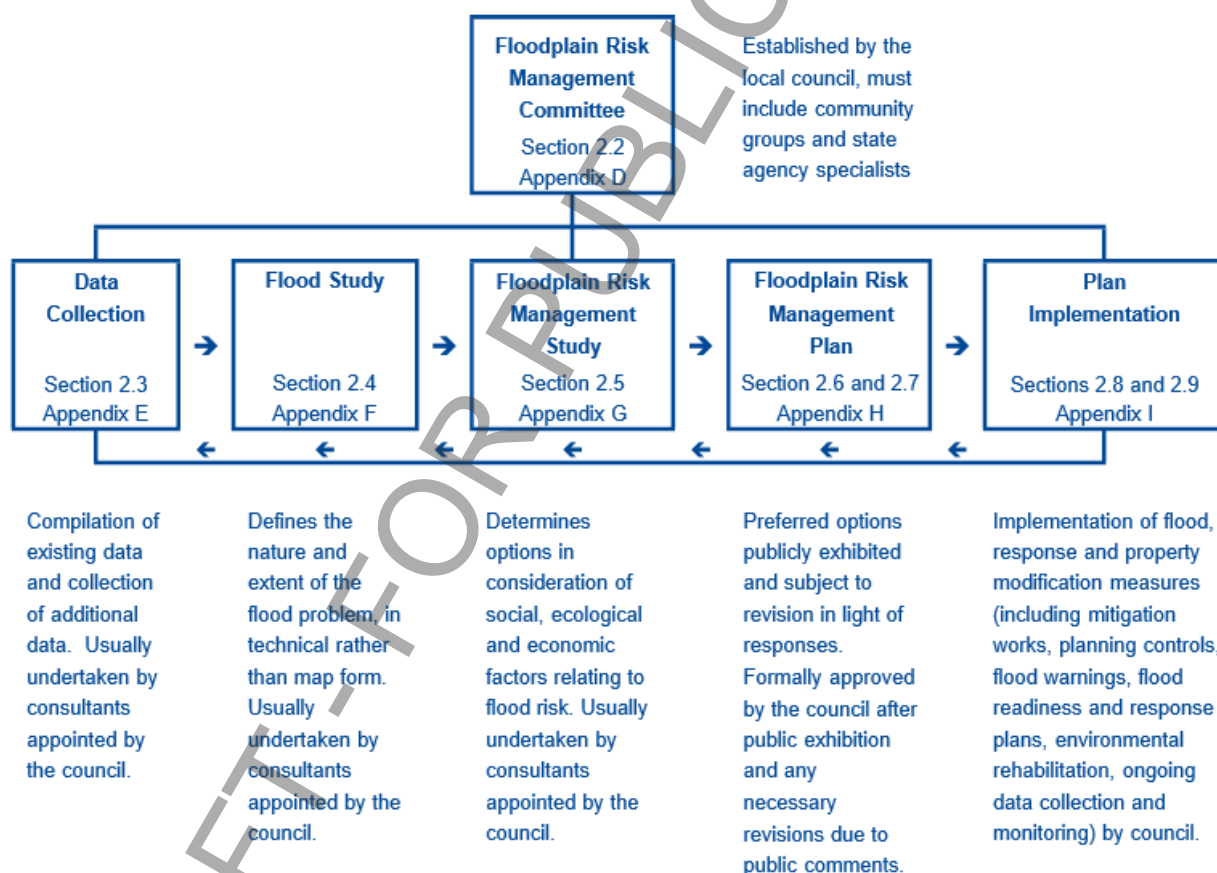 Floodplain Risk
Management
Committee
Section 2.2
Appendix D
Established by the
local council, must
include community
groups and state
agency specialists
Data
Collection
Section 2.3
Appendix E
Flood Study
Section 2.4
Appendix F
Floodplain Risk
Management
Study
Section 2.5
Appendix G
Floodplain Risk
Management
Plan
Section 2.6 and 2.7
Appendix H
Plan
Implementation
Sections 2.8 and 2.9
Appendix I
Compilation of
existing data
and collection
of additional
data. Usually
undertaken by
consultants
appointed by
the council.
Defines the
nature and
extent of the
flood problem, in
technical rather
than map form.
Usually
undertaken by
consultants
appointed by the
council.
Determines
options in
consideration of
social, ecological
and economic
factors relating to
flood risk. Usually
undertaken by
consultants
appointed by the
council.
Preferred options
publicly exhibited
and subject to
revision in light of
responses.
Formally approved
by the council after
public exhibition
and any
necessary
revisions due to
public comments.
Implementation of flood,
response and property
modification measures
(including mitigation
works, planning controls,
flood warnings, flood
readiness and response
plans, environmental
rehabilitation, ongoing
data collection and
monitoring) by council.
FT - FOR PUBLIC